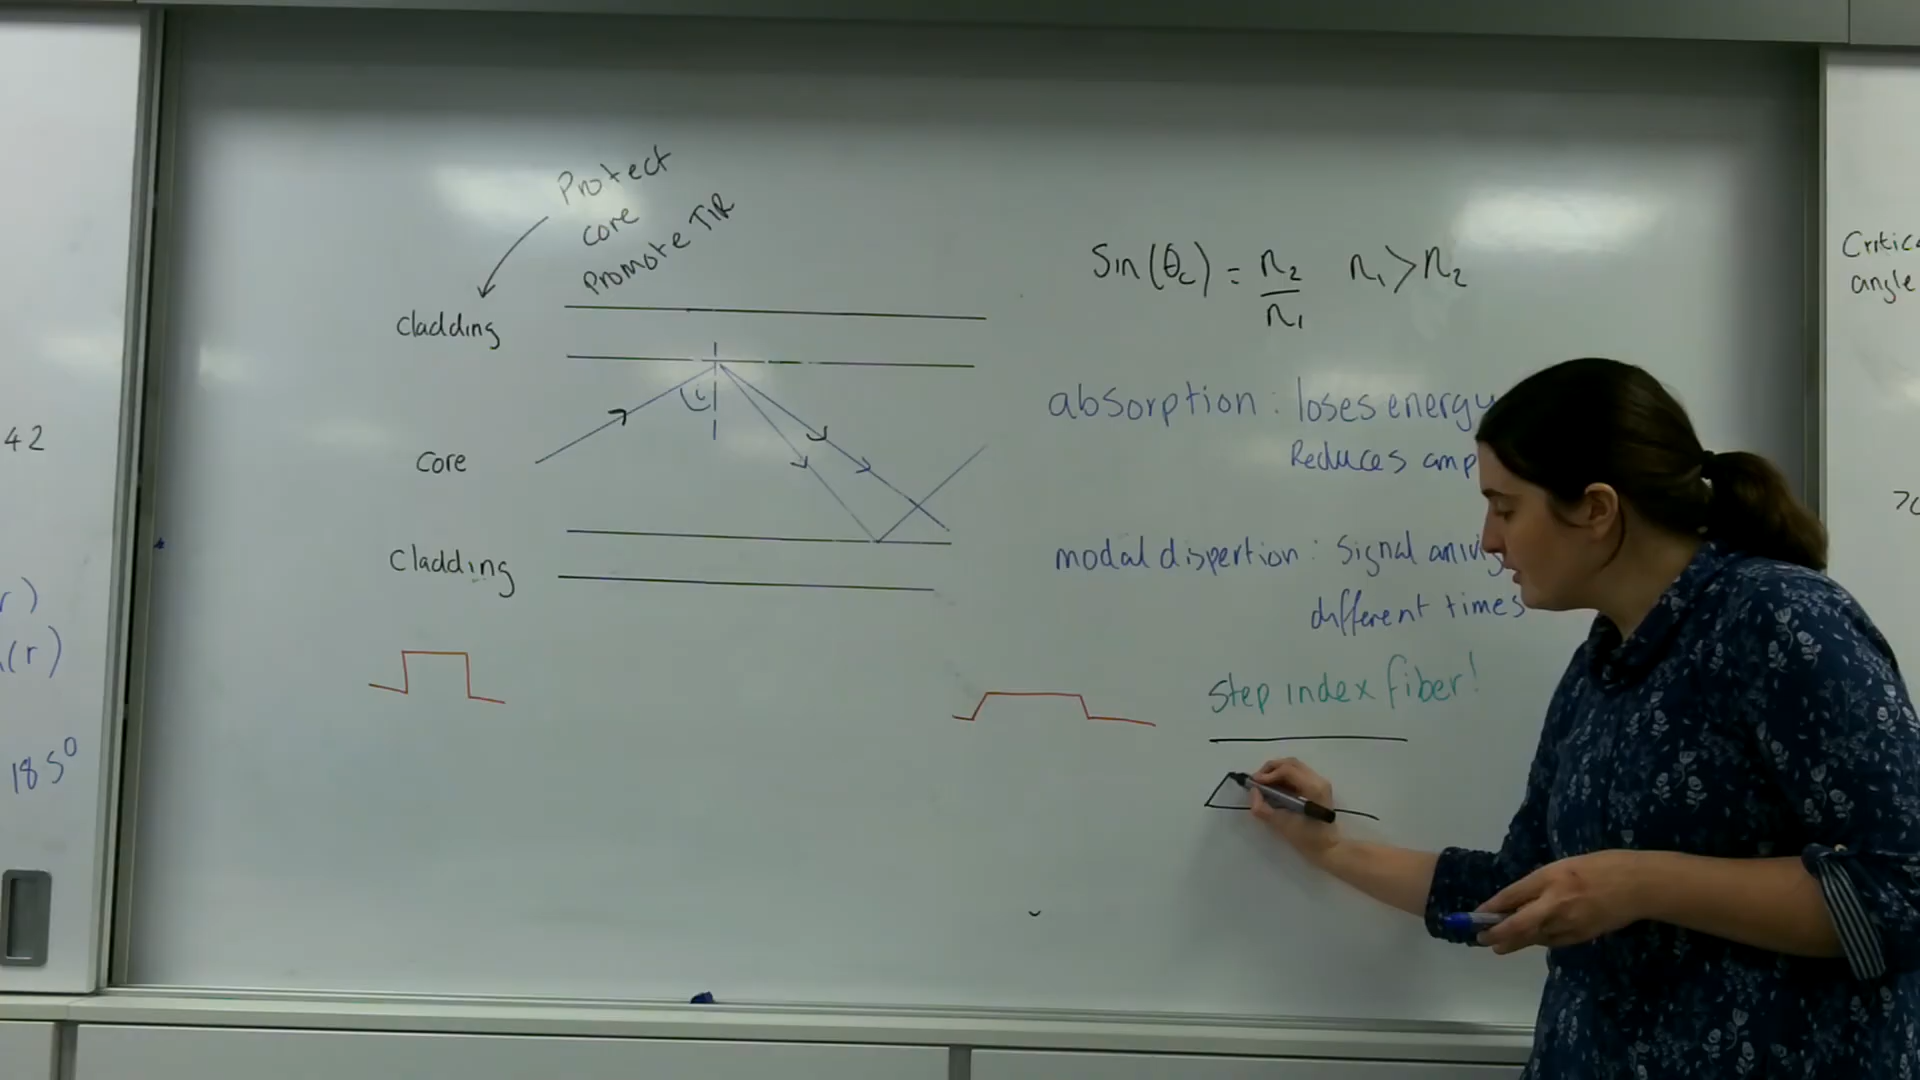 Protect
core
Promote TIR
Cladding
Core
Cladding
Sin(θc) = n2/n1 n1 > n2
absorption: loses energy
Reduces amp
modal dispertion: Signal
different times
Step index fiber!
i
42
r)
(r)
185°
Critic
angle